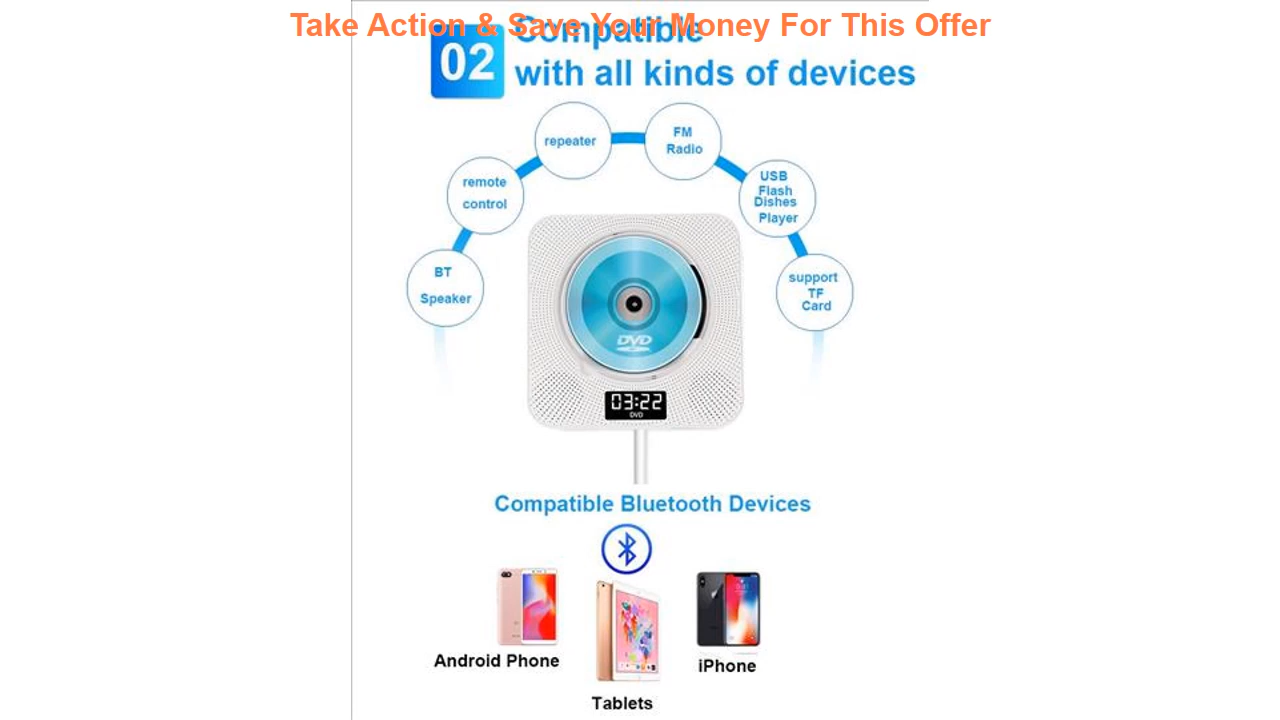 Take Action & Save Your Money For This Offer
02
Compatible
with all kinds of devices
repeater
FM
Radio
remote
control
USB
Flash
Dishes
Player
BT
Speaker
support
TF
Card
DVD
03:22
DVD
Compatible Bluetooth Devices
Android Phone
iPhone
Tablets